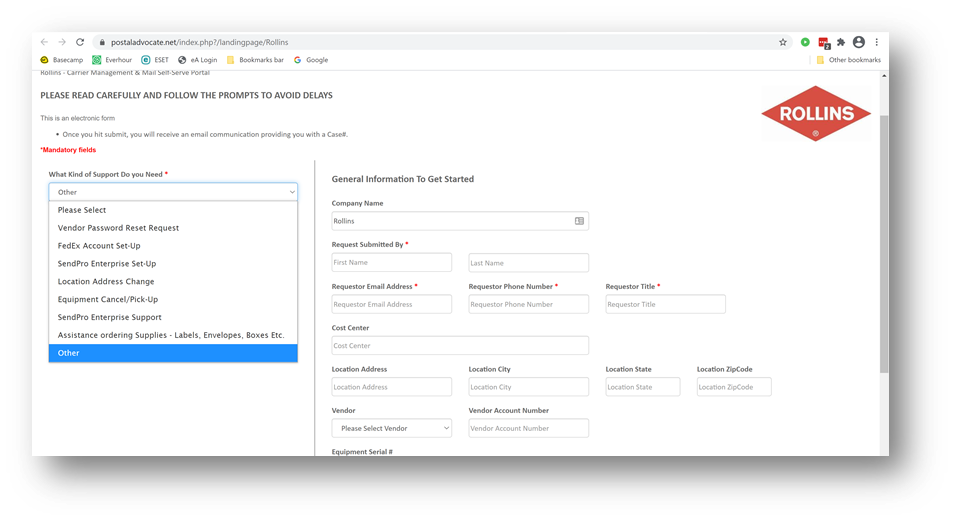 postaladvocate.net/index.php?/landingpage/Rollins
2
Basecamp Everhour ESET eA Login Bookmarks bar Google Other bookmarks
Rollins - Carrier Management & Mail Self-Serve Portal
PLEASE READ CAREFULLY AND FOLLOW THE PROMPTS TO AVOID DELAYS
This is an electronic form
• Once you hit submit, you will receive an email communication providing you with a Case#.
*Mandatory fields
ROLLINS
®
What Kind of Support Do you Need *
Other
Please Select
Vendor Password Reset Request
FedEx Account Set-Up
SendPro Enterprise Set-Up
Location Address Change
Equipment Cancel/Pick-Up
SendPro Enterprise Support
Assistance ordering Supplies - Labels, Envelopes, Boxes Etc.
Other
General Information To Get Started
Company Name
Rollins
Request Submitted By *
First Name Last Name
Requestor Email Address * Requestor Phone Number * Requestor Title *
Requestor Email Address Requestor Phone Number Requestor Title
Cost Center
Cost Center
Location Address Location City Location State Location ZipCode
Location Address Location City Location State Location ZipCode
Vendor Vendor Account Number
Please Select Vendor Vendor Account Number
Equipment Serial #